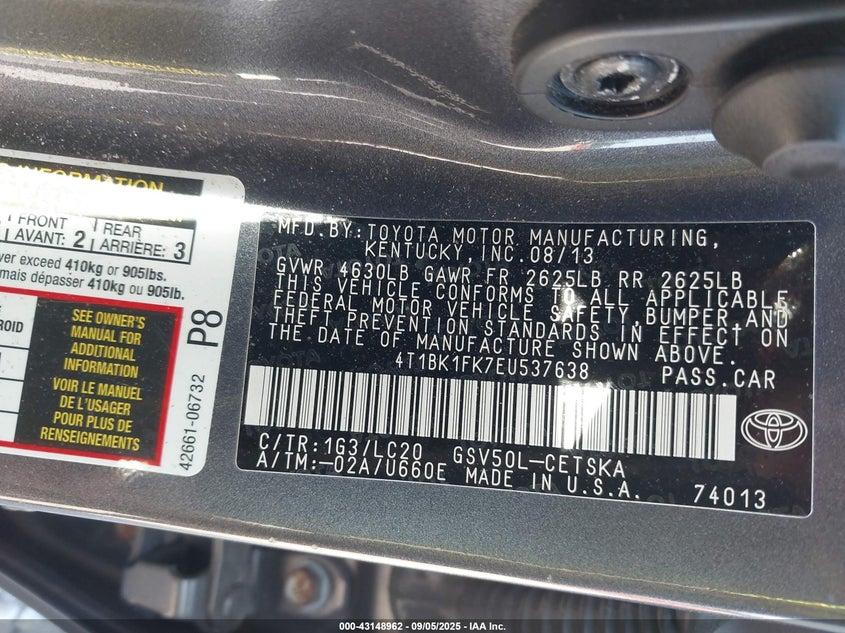 INFORMATION
FRONT
AVANT: 2
REAR
ARRIÈRE: 3
ver exceed 410kg or 905lbs.
mais dépasser 410kg ou 905lb.
ROID
SEE OWNER'S
MANUAL FOR
ADDITIONAL
INFORMATION
VOIR LE MANUEL
DE L'USAGER
POUR PLUS DE
RENSEIGNEMENTS
42661-06732 P8
MFD.BY:TOYOTA MOTOR MANUFACTURING,
KENTUCKY, INC.08/13
GVWR 4630LB GAWR FR 2625LB RR 2625LB
THIS VEHICLE CONFORMS TO ALL APPLICABLE
FEDERAL MOTOR VEHICLE SAFETY, BUMPER, AND
THEFT PREVENTION STANDARDS IN EFFECT ON
THE DATE OF MANUFACTURE SHOWN ABOVE.
4T1BK1FK7EU537638 PASS.CAR
C/TR:1G3/LC20 GSV50L-CETSKA
A/TM:-02A/U660E MADE IN U.S.A. 74013
000-43148962 - 09/05/2025 - IAA Inc.